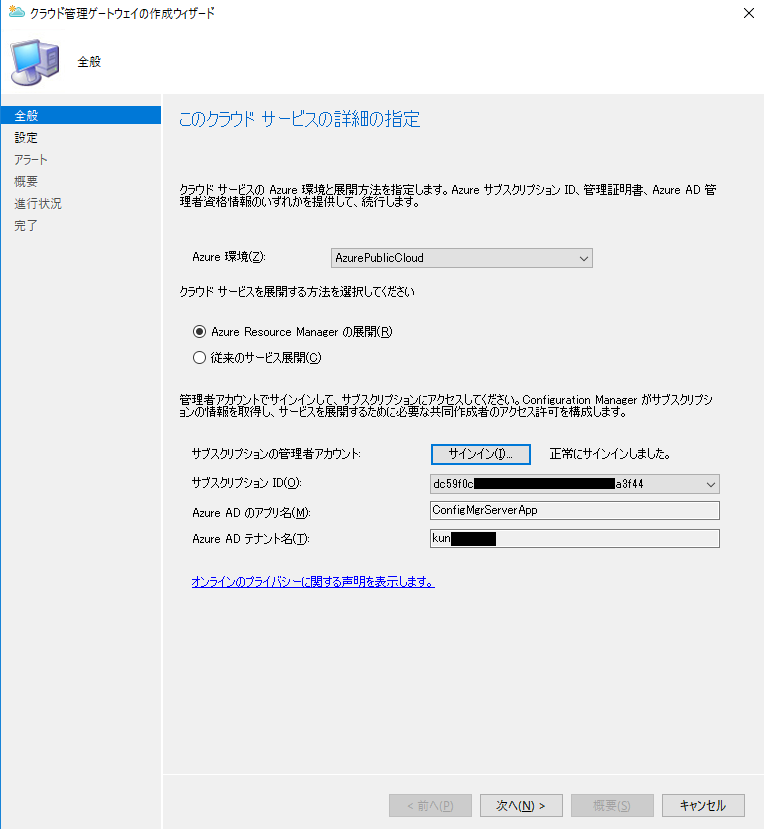 クラウド管理ゲートウェイの作成ウィザード
全般
全般
設定
アラート
概要
進行状況
完了
このクラウド サービスの詳細の指定
クラウド サービスの Azure 環境と展開方法を指定します。Azure サブスクリプション ID、管理証明書、Azure AD 管
理者資格情報のいずれかを提供して、続行します。
Azure 環境(Z):
AzurePublicCloud
クラウド サービスを展開する方法を選択してください
Azure Resource Manager の展開(R)
従来のサービス展開(C)
管理者アカウントでサインインして、サブスクリプションにアクセスしてください。Configuration Manager がサブスクリプシ
ョンの情報を取得し、サービスを展開するために必要な共同作成者のアクセス許可を構成します。
サブスクリプションの管理者アカウント:
サインイン(I)...
正常にサインインしました。
サブスクリプション ID(O):
dc59f0c a3f44
Azure AD のアプリ名(M):
ConfigMgrServerApp
Azure AD テナント名(T):
kun
オンラインのプライバシーに関する声明を表示します。
< 前へ(P)
次へ(N) >
概要(S)
キャンセル